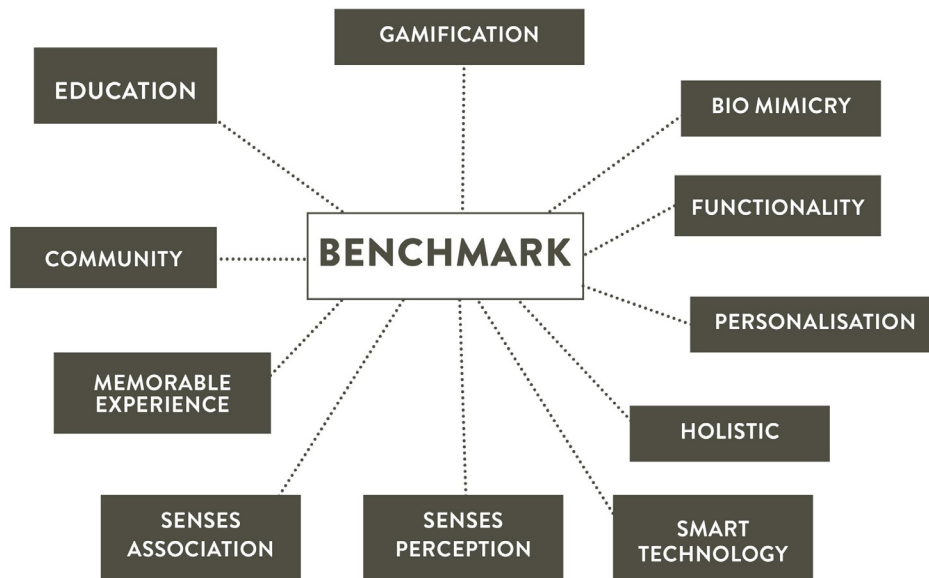 GAMIFICATION
EDUCATION
BIO MIMICRY
FUNCTIONALITY
BENCHMARK
COMMUNITY
PERSONALISATION
MEMORABLE
EXPERIENCE
HOLISTIC
SENSES
ASSOCIATION
SENSES
PERCEPTION
SMART
TECHNOLOGY